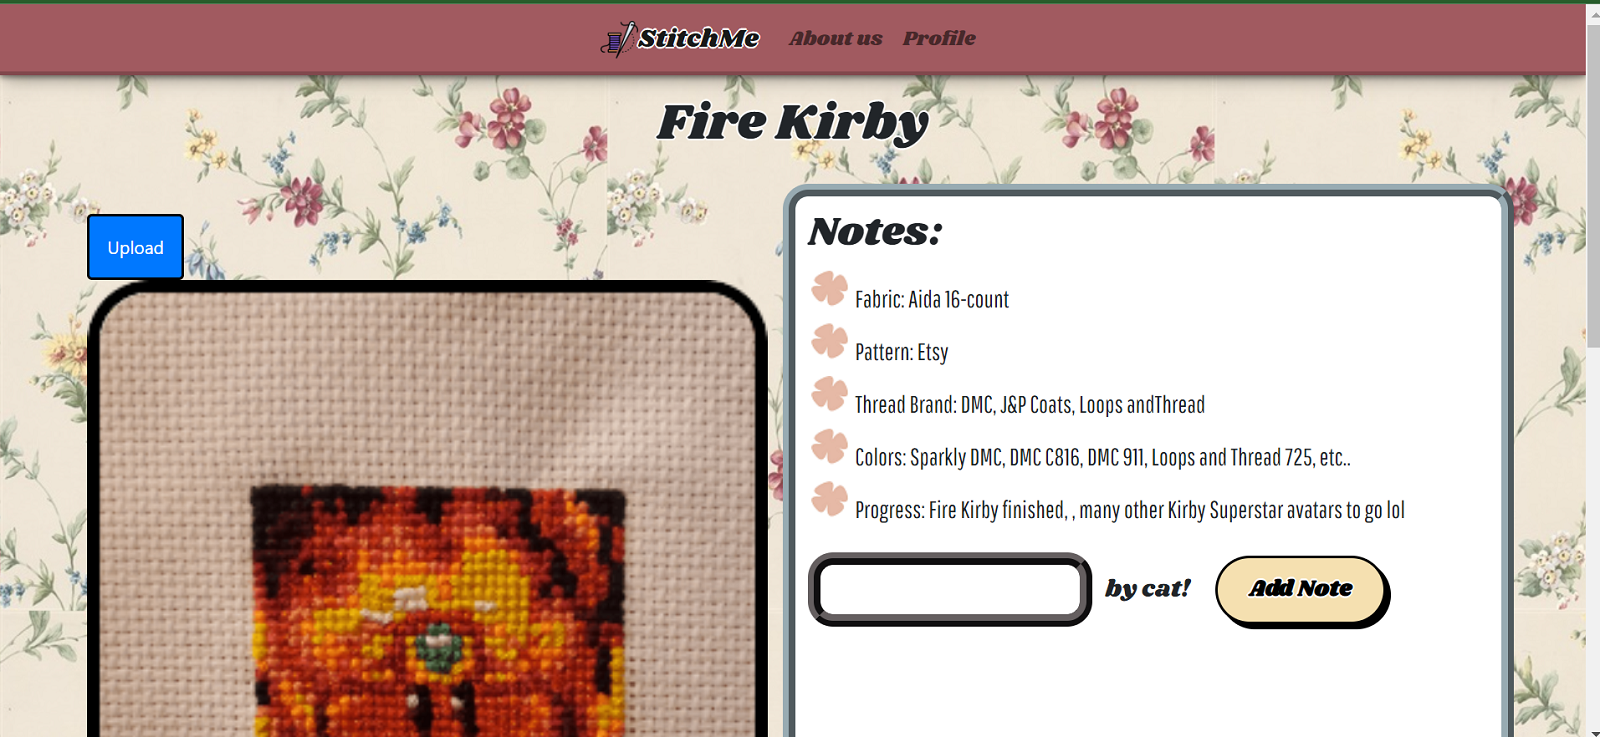 StitchMe About us Profile
Fire Kirby
Upload
Notes:
Fabric: Aida 16-count
Pattern: Etsy
Thread Brand: DMC, J&P Coats, Loops andThread
Colors: Sparkly DMC, DMC C816, DMC 911, Loops and Thread 725, etc..
Progress: Fire Kirby finished, , many other Kirby Superstar avatars to go lol
by cat! Add Note